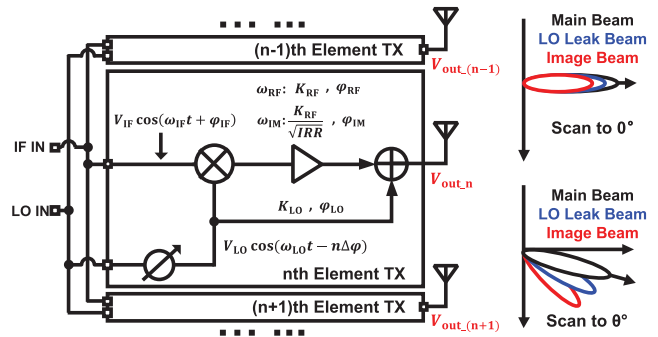 (n-1)th Element TX
V_out_(n−1)
ω_RF: K_RF , φ_RF
V_IF cos(ω_IF t + φ_IF)
ω_IM: K_RF/√IRR , φ_IM
IF IN
V_out_n
K_LO , φ_LO
LO IN
V_LO cos(ω_LO t − nΔφ)
nth Element TX
(n+1)th Element TX
V_out_(n+1)
Main Beam
LO Leak Beam
Image Beam
Scan to 0°
Main Beam
LO Leak Beam
Image Beam
Scan to θ°